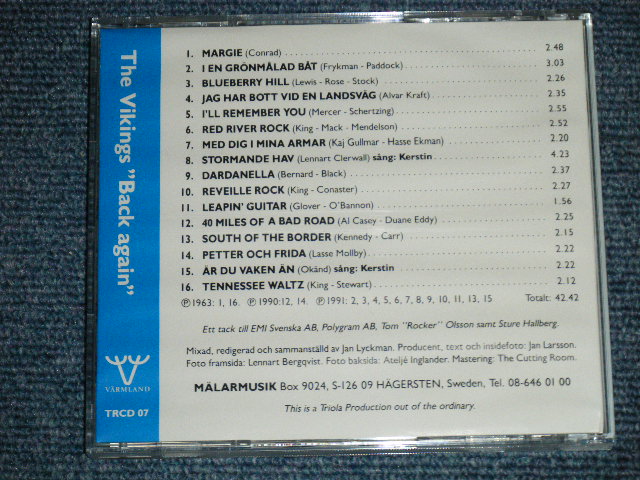 The Vikings "Back again"
VÄRMLAND
TRCD 07
1. MARGIE (Conrad) 2.48
2. I EN GRÖNMÅLAD BÅT (Frykman - Paddock) 3.03
3. BLUEBERRY HILL (Lewis - Rose - Stock) 2.26
4. JAG HAR BOTT VID EN LANDSVÄG (Alvar Kraft) 2.35
5. I'LL REMEMBER YOU (Mercer - Schertzing) 2.55
6. RED RIVER ROCK (King - Mack - Mendelson) 2.52
7. MED DIG I MINA ARMAR (Kaj Gullmar - Hasse Ekman) 2.20
8. STORMANDE HAV (Lennart Clerwall) sång: Kerstin 4.23
9. DARDANELLA (Bernard - Black) 2.37
10. REVEILLE ROCK (King - Conaster) 2.27
11. LEAPIN' GUITAR (Glover - O'Bannon) 1.56
12. 40 MILES OF A BAD ROAD (Al Casey - Duane Eddy) 2.25
13. SOUTH OF THE BORDER (Kennedy - Carr) 2.15
14. PETTER OCH FRIDA (Lasse Mollby) 2.22
15. ÄR DU VAKEN ÄN (Okänd) sång: Kerstin 2.22
16. TENNESSEE WALTZ (King - Stewart) 2.12
℗ 1963: 1, 16. ℗ 1990: 12, 14. ℗ 1991: 2, 3, 4, 5, 6, 7, 8, 9, 10, 11, 13, 15 Totalt: 42.42
Ett tack till EMI Svenska AB, Polygram AB, Tom "Rocker" Olsson samt Sture Hallberg.
Mixad, redigerad och sammanställd av Jan Lyckman. Producent, text och insidefoto: Jan Larsson.
Foto framsida: Lennart Bergqvist. Foto baksida: Ateljé Inglander. Mastering: The Cutting Room.
MÄLARMUSIK Box 9024, S-126 09 HÄGERSTEN, Sweden, Tel. 08-646 01 00
This is a Triola Production out of the ordinary.